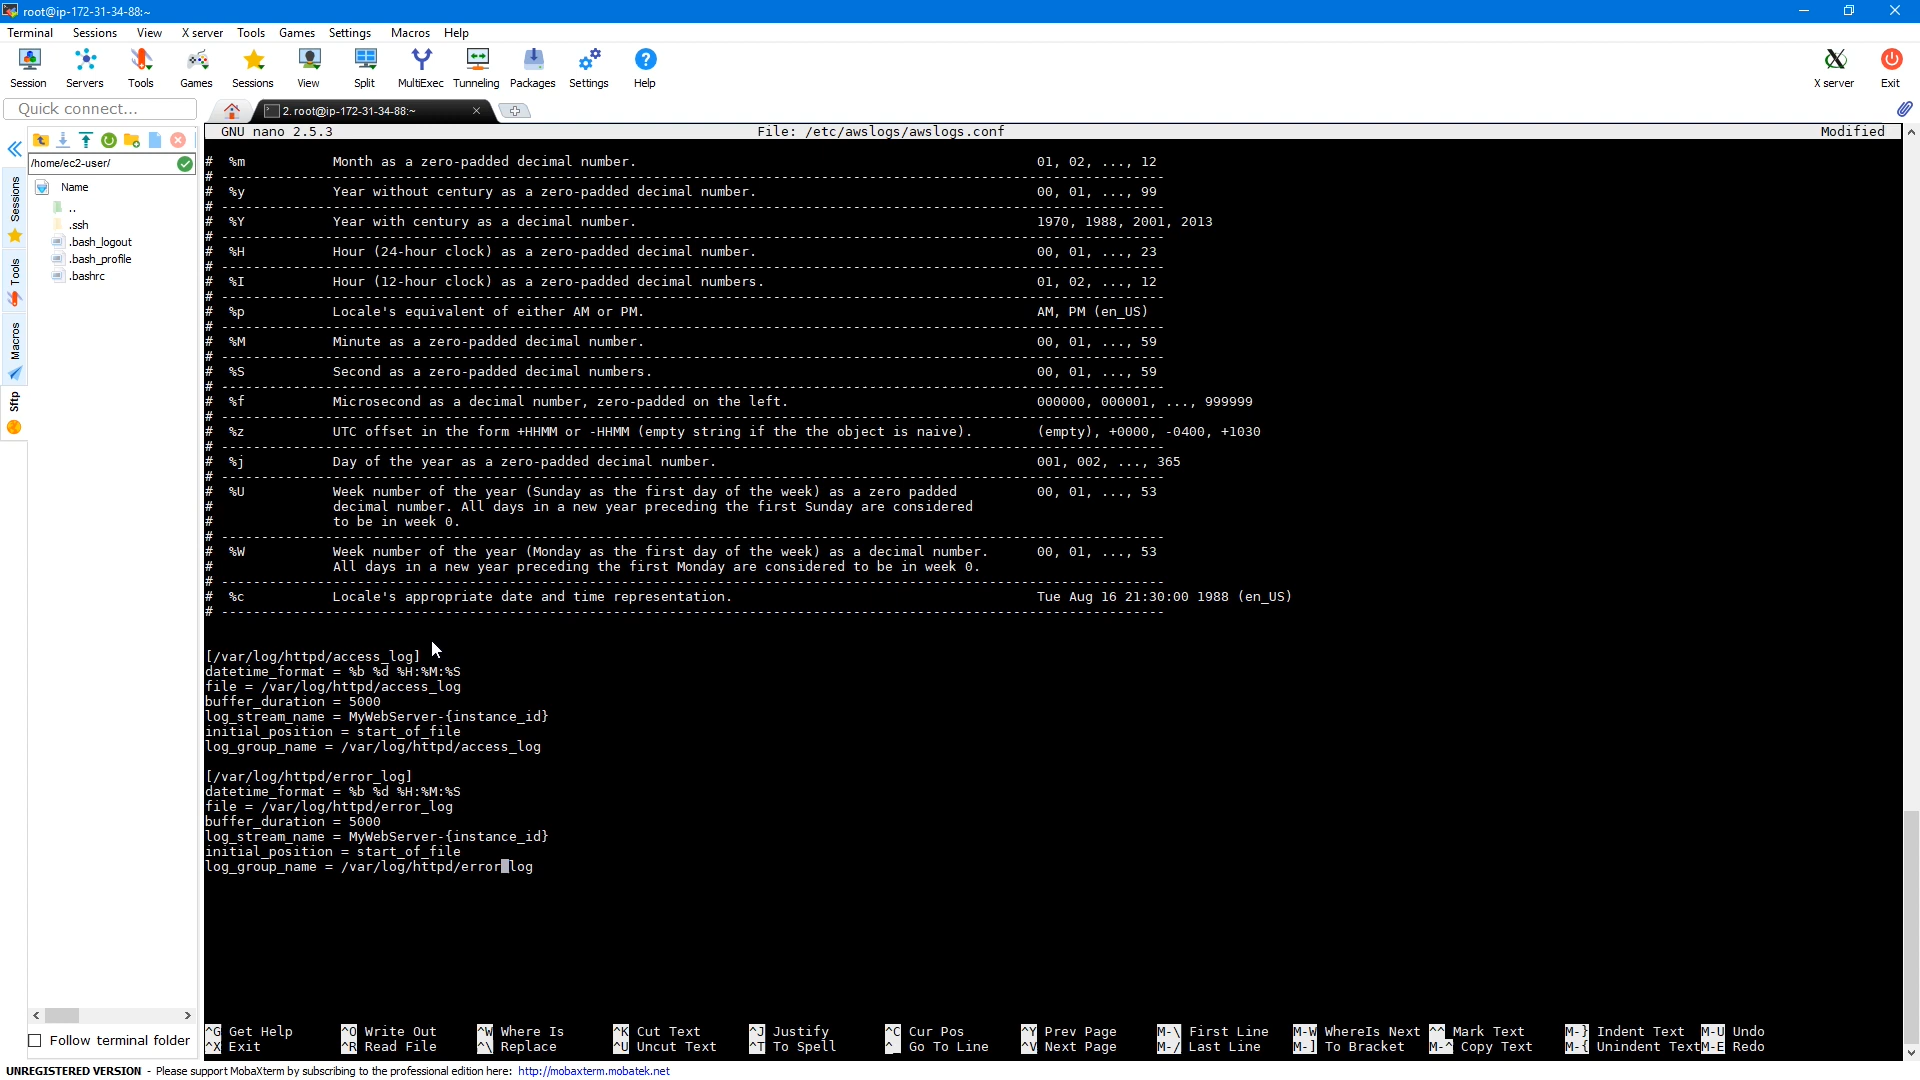 root@ip-172-31-34-88:~
Terminal Sessions View X server Tools Games Settings Macros Help
Session Servers Tools Games Sessions View Split MultiExec Tunneling Packages Settings Help X server Exit
Quick connect...
2. root@ip-172-31-34-88:~
/home/ec2-user/
Name
..
.ssh
.bash_logout
.bash_profile
.bashrc
Sessions
Tools
Macros
Sftp
Follow terminal folder
GNU nano 2.5.3 File: /etc/awslogs/awslogs.conf Modified
# %m Month as a zero-padded decimal number. 01, 02, ..., 12
# ---------------------------------------------------------------------------------------------------------------------
# %y Year without century as a zero-padded decimal number. 00, 01, ..., 99
# ---------------------------------------------------------------------------------------------------------------------
# %Y Year with century as a decimal number. 1970, 1988, 2001, 2013
# ---------------------------------------------------------------------------------------------------------------------
# %H Hour (24-hour clock) as a zero-padded decimal number. 00, 01, ..., 23
# ---------------------------------------------------------------------------------------------------------------------
# %I Hour (12-hour clock) as a zero-padded decimal numbers. 01, 02, ..., 12
# ---------------------------------------------------------------------------------------------------------------------
# %p Locale's equivalent of either AM or PM. AM, PM (en_US)
# ---------------------------------------------------------------------------------------------------------------------
# %M Minute as a zero-padded decimal number. 00, 01, ..., 59
# ---------------------------------------------------------------------------------------------------------------------
# %S Second as a zero-padded decimal numbers. 00, 01, ..., 59
# ---------------------------------------------------------------------------------------------------------------------
# %f Microsecond as a decimal number, zero-padded on the left. 000000, 000001, ..., 999999
# ---------------------------------------------------------------------------------------------------------------------
# %z UTC offset in the form +HHMM or -HHMM (empty string if the the object is naive). (empty), +0000, -0400, +1030
# ---------------------------------------------------------------------------------------------------------------------
# %j Day of the year as a zero-padded decimal number. 001, 002, ..., 365
# ---------------------------------------------------------------------------------------------------------------------
# %U Week number of the year (Sunday as the first day of the week) as a zero padded 00, 01, ..., 53
# decimal number. All days in a new year preceding the first Sunday are considered
# to be in week 0.
# ---------------------------------------------------------------------------------------------------------------------
# %W Week number of the year (Monday as the first day of the week) as a decimal number. 00, 01, ..., 53
# All days in a new year preceding the first Monday are considered to be in week 0.
# ---------------------------------------------------------------------------------------------------------------------
# %c Locale's appropriate date and time representation. Tue Aug 16 21:30:00 1988 (en_US)
# ---------------------------------------------------------------------------------------------------------------------
[/var/log/httpd/access_log]
datetime_format = %b %d %H:%M:%S
file = /var/log/httpd/access_log
buffer_duration = 5000
log_stream_name = MyWebServer-{instance_id}
initial_position = start_of_file
log_group_name = /var/log/httpd/access_log
[/var/log/httpd/error_log]
datetime_format = %b %d %H:%M:%S
file = /var/log/httpd/error_log
buffer_duration = 5000
log_stream_name = MyWebServer-{instance_id}
initial_position = start_of_file
log_group_name = /var/log/httpd/error_log
^G Get Help ^O Write Out ^W Where Is ^K Cut Text ^J Justify ^C Cur Pos ^Y Prev Page M-\ First Line M-W WhereIs Next ^^ Mark Text M-} Indent Text M-U Undo
^X Exit ^R Read File ^\ Replace ^U Uncut Text ^T To Spell ^_ Go To Line ^V Next Page M-/ Last Line M-] To Bracket M-^ Copy Text M-{ Unindent Text M-E Redo
UNREGISTERED VERSION - Please support MobaXterm by subscribing to the professional edition here: http://mobaxterm.mobatek.net